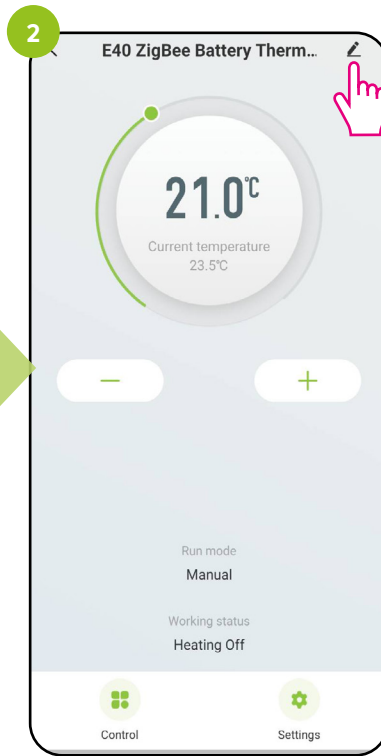 2
E40 ZigBee Battery Therm...
21.0°C
Current temperature
23.5°C
Run mode
Manual
Working status
Heating Off
Control
Settings